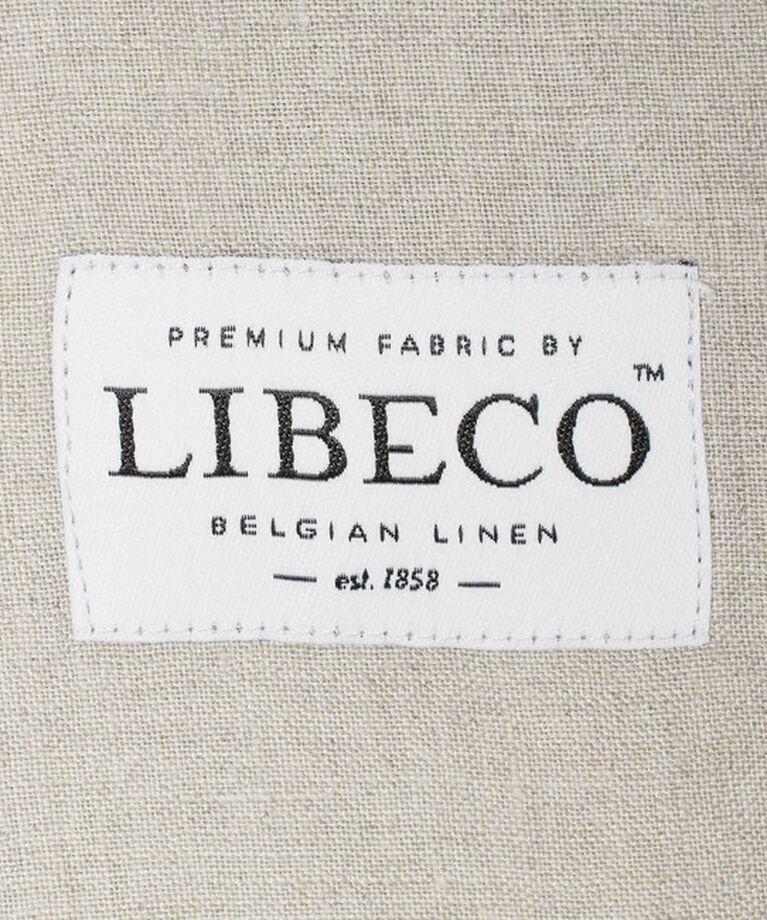 PREMIUM FABRIC BY
LIBECO™
BELGIAN LINEN
— est. 1858 —